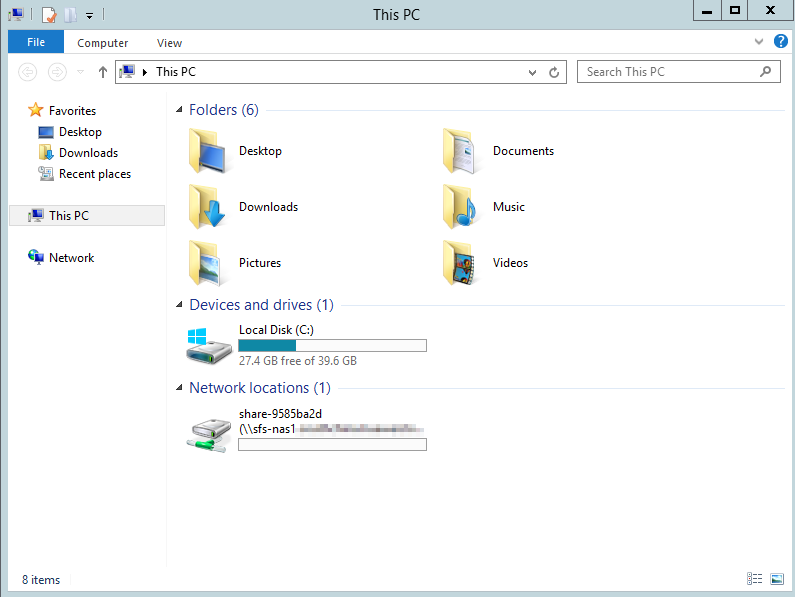 This PC
File
Computer
View
This PC
Search This PC
Favorites
Desktop
Downloads
Recent places
This PC
Network
Folders (6)
Desktop
Documents
Downloads
Music
Pictures
Videos
Devices and drives (1)
Local Disk (C:)
27.4 GB free of 39.6 GB
Network locations (1)
share-9585ba2d
(\\sfs-nas1
8 items